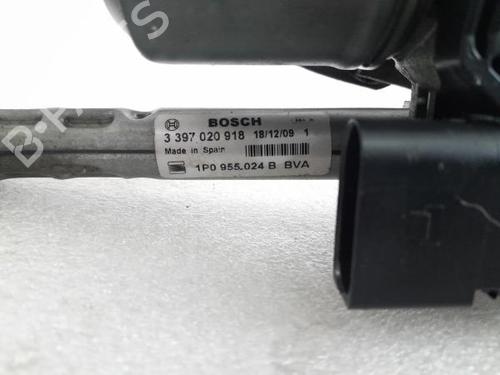 BOSCH
3 397 020 918 18/12/09 1
Made in Spain
1P0 955.024 B BVA